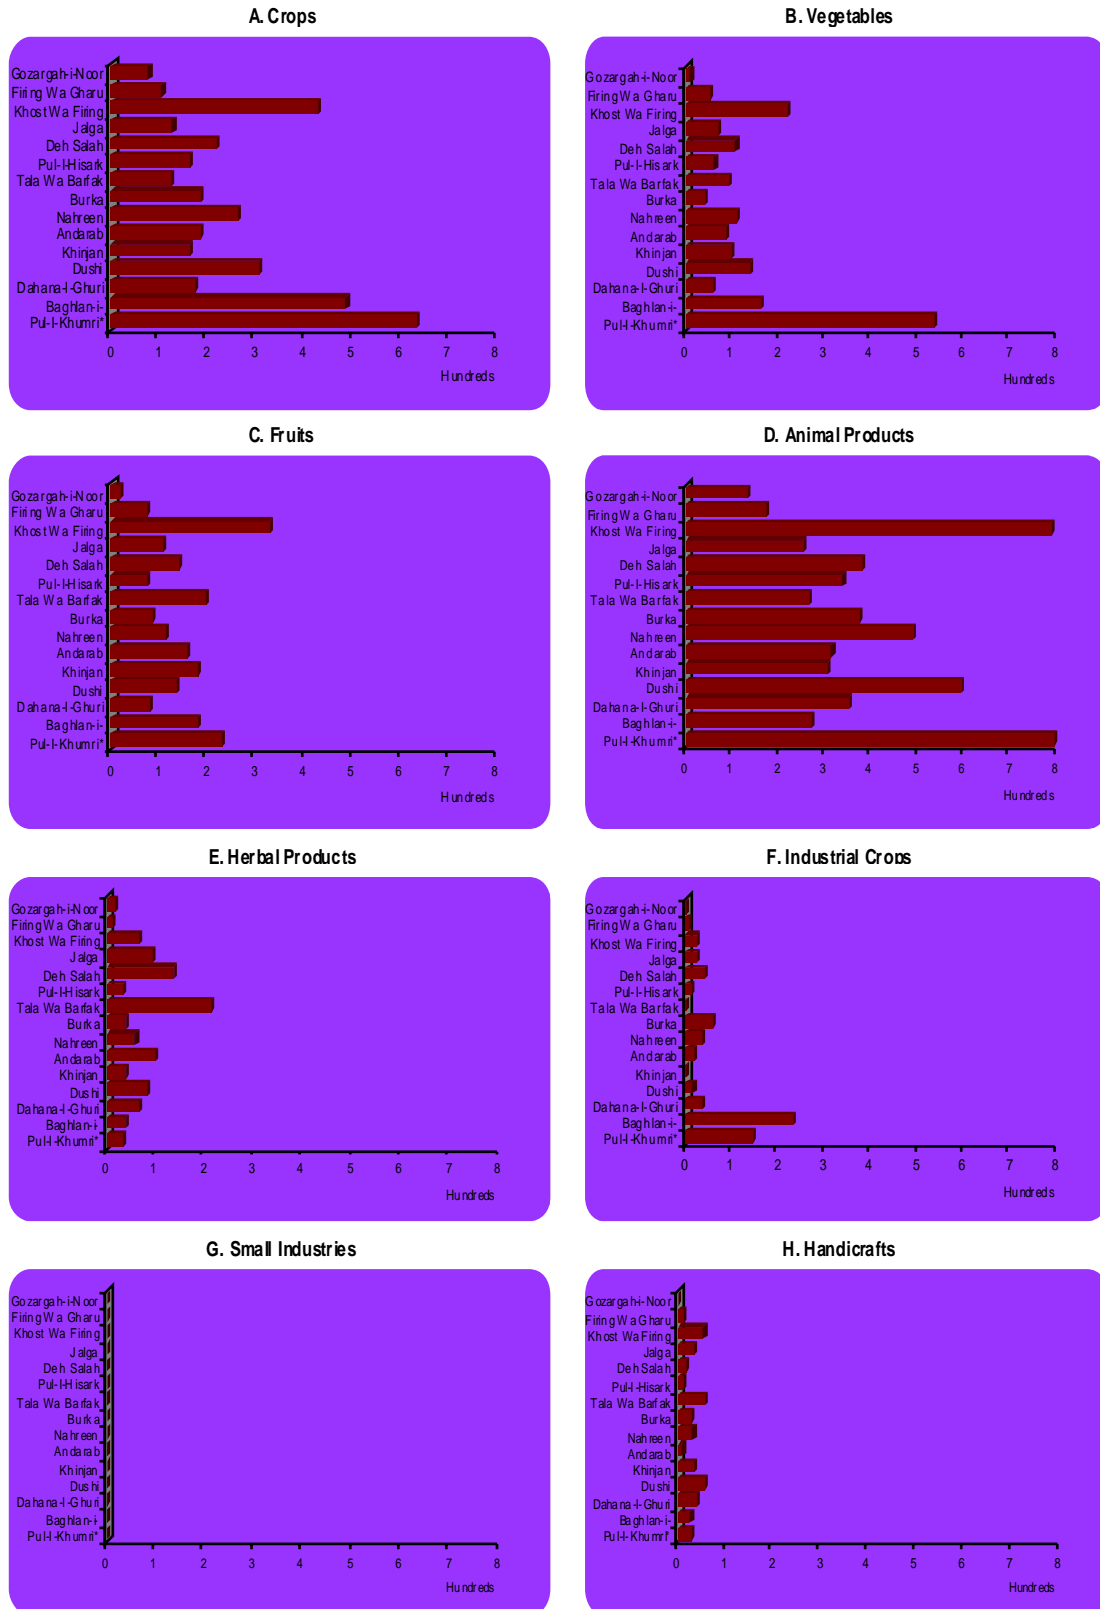 A. Crops
Gozargah-i-Noor
Firing Wa Gharu
Khost Wa Firing
Jalga
Deh Salah
Pul-I-Hisark
Tala Wa Barfak
Burka
Nahreen
Andarab
Khinjan
Dushi
Dahana-I-Ghuri
Baghlan-i-
Pul-I-Khumri*
0 1 2 3 4 5 6 7 8
Hundreds
B. Vegetables
Gozargah-i-Noor
Firing Wa Gharu
Khost Wa Firing
Jalga
Deh Salah
Pul-I-Hisark
Tala Wa Barfak
Burka
Nahreen
Andarab
Khinjan
Dushi
Dahana-I-Ghuri
Baghlan-i-
Pul-I-Khumri*
0 1 2 3 4 5 6 7 8
Hundreds
C. Fruits
Gozargah-i-Noor
Firing Wa Gharu
Khost Wa Firing
Jalga
Deh Salah
Pul-I-Hisark
Tala Wa Barfak
Burka
Nahreen
Andarab
Khinjan
Dushi
Dahana-I-Ghuri
Baghlan-i-
Pul-I-Khumri*
0 1 2 3 4 5 6 7 8
Hundreds
D. Animal Products
Gozargah-i-Noor
Firing Wa Gharu
Khost Wa Firing
Jalga
Deh Salah
Pul-I-Hisark
Tala Wa Barfak
Burka
Nahreen
Andarab
Khinjan
Dushi
Dahana-I-Ghuri
Baghlan-i-
Pul-I-Khumri*
0 1 2 3 4 5 6 7 8
Hundreds
E. Herbal Products
Gozargah-i-Noor
Firing Wa Gharu
Khost Wa Firing
Jalga
Deh Salah
Pul-I-Hisark
Tala Wa Barfak
Burka
Nahreen
Andarab
Khinjan
Dushi
Dahana-I-Ghuri
Baghlan-i-
Pul-I-Khumri*
0 1 2 3 4 5 6 7 8
Hundreds
F. Industrial Crops
Gozargah-i-Noor
Firing Wa Gharu
Khost Wa Firing
Jalga
Deh Salah
Pul-I-Hisark
Tala Wa Barfak
Burka
Nahreen
Andarab
Khinjan
Dushi
Dahana-I-Ghuri
Baghlan-i-
Pul-I-Khumri*
0 1 2 3 4 5 6 7 8
Hundreds
G. Small Industries
Gozargah-i-Noor
Firing Wa Gharu
Khost Wa Firing
Jalga
Deh Salah
Pul-I-Hisark
Tala Wa Barfak
Burka
Nahreen
Andarab
Khinjan
Dushi
Dahana-I-Ghuri
Baghlan-i-
Pul-I-Khumri*
0 1 2 3 4 5 6 7 8
Hundreds
H. Handicrafts
Gozargah-i-Noor
Firing Wa Gharu
Khost Wa Firing
Jalga
Deh Salah
Pul-I-Hisark
Tala Wa Barfak
Burka
Nahreen
Andarab
Khinjan
Dushi
Dahana-I-Ghuri
Baghlan-i-
Pul-I-Khumri*
0 1 2 3 4 5 6 7 8
Hundreds